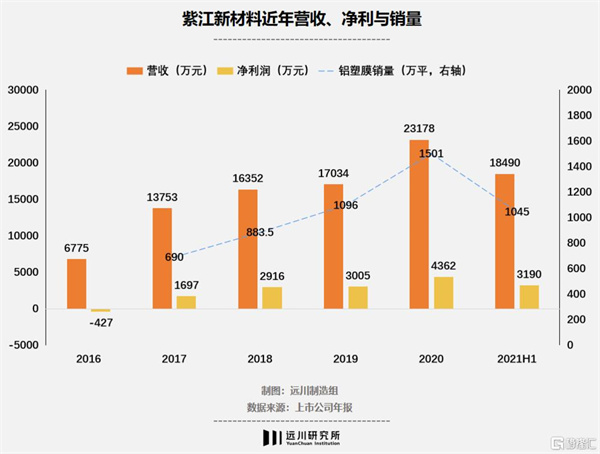 紫江新材料近年营收、净利与销量
营收（万元） 净利润（万元） 铝塑膜销量（万平，右轴）
30000 2000
25000 1800
20000 1600
15000 1400
10000 1200
5000 1000
0 800
-5000 600
400
200
0
6775 13753 16352 17034 23178 18490
690 883.5 1096 1501 1045
-427 1697 2916 3005 4362 3190
2016 2017 2018 2019 2020 2021H1
制图：远川制造组
数据来源：上市公司年报
远川研究所
YuanChuan Institution
格隆汇